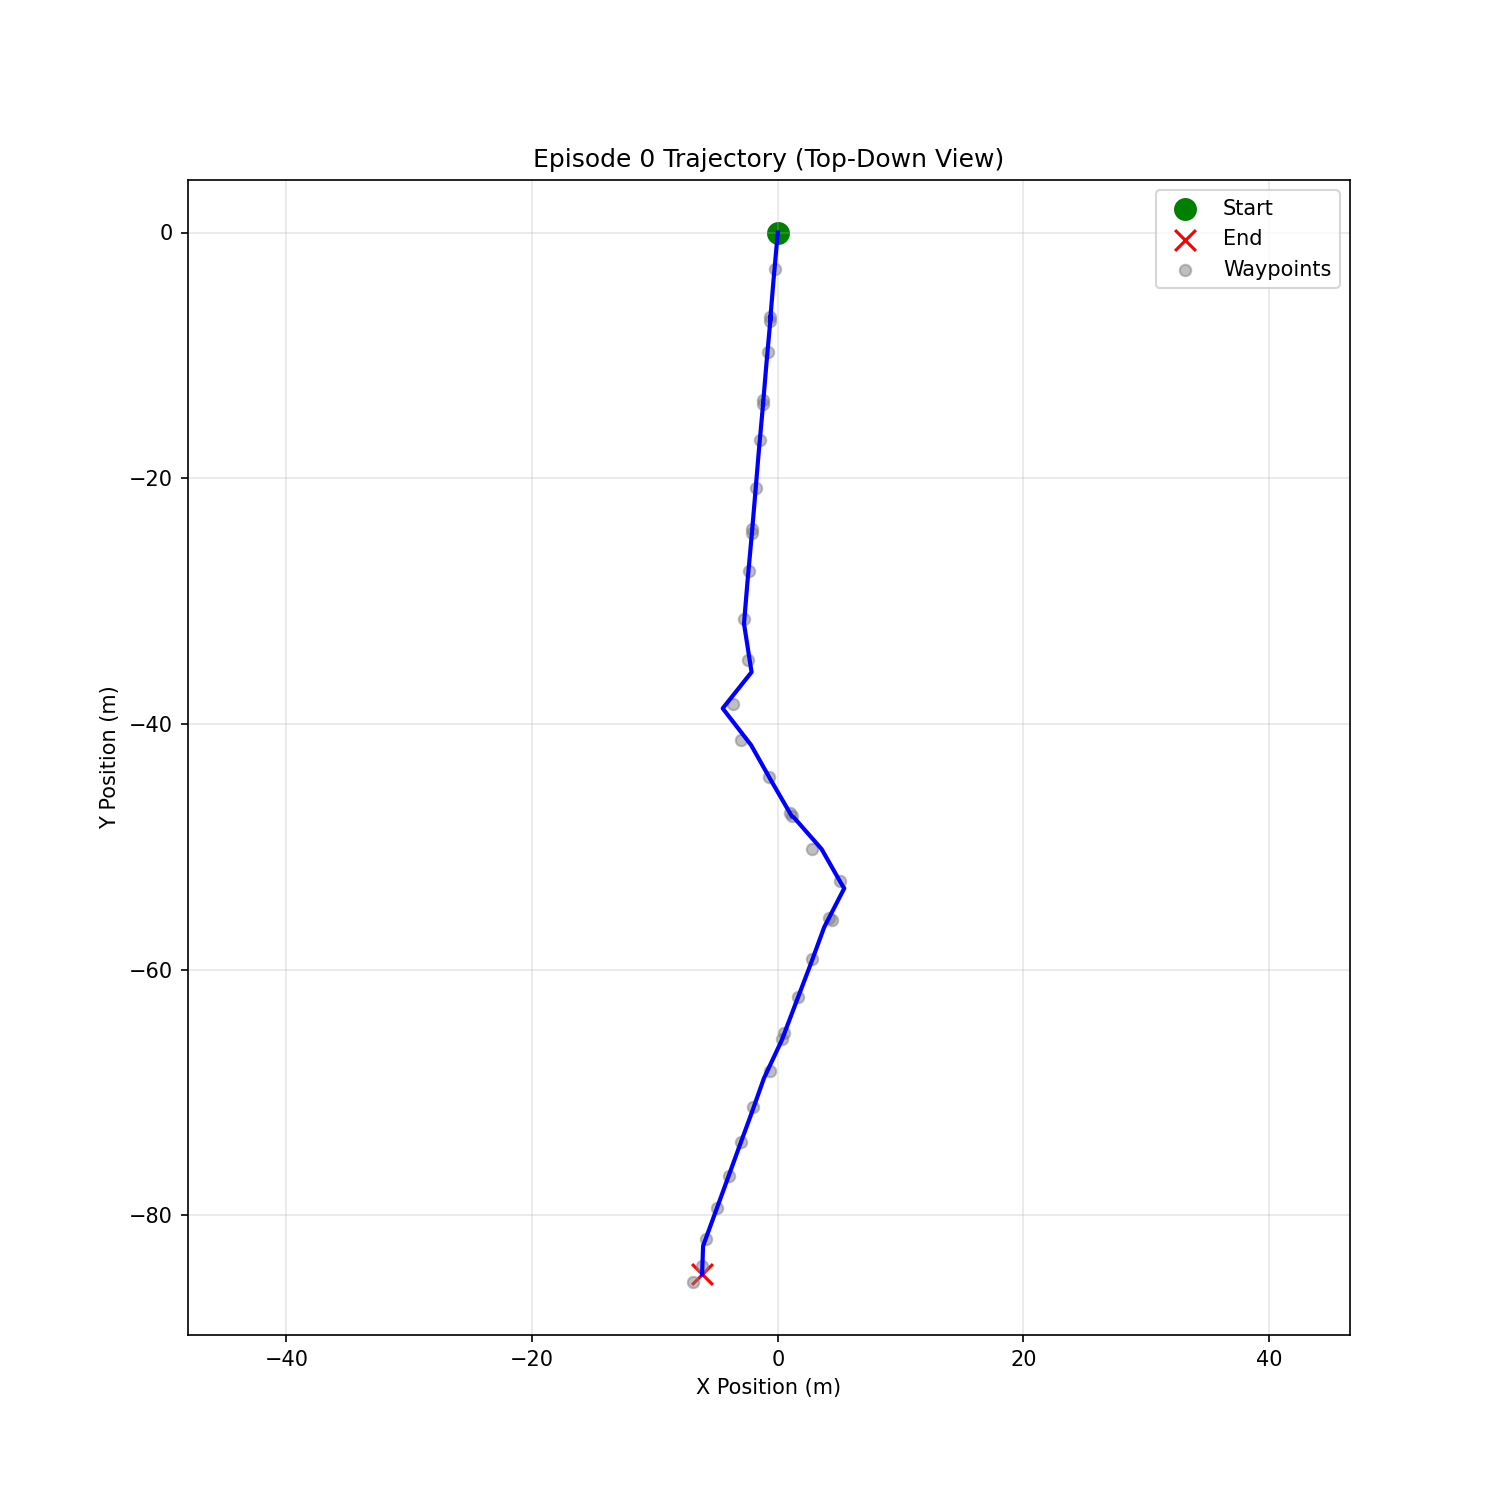 Episode 0 Trajectory (Top-Down View)
Start
End
Waypoints
0
−20
−40
−60
−80
Y Position (m)
−40
−20
0
20
40
X Position (m)